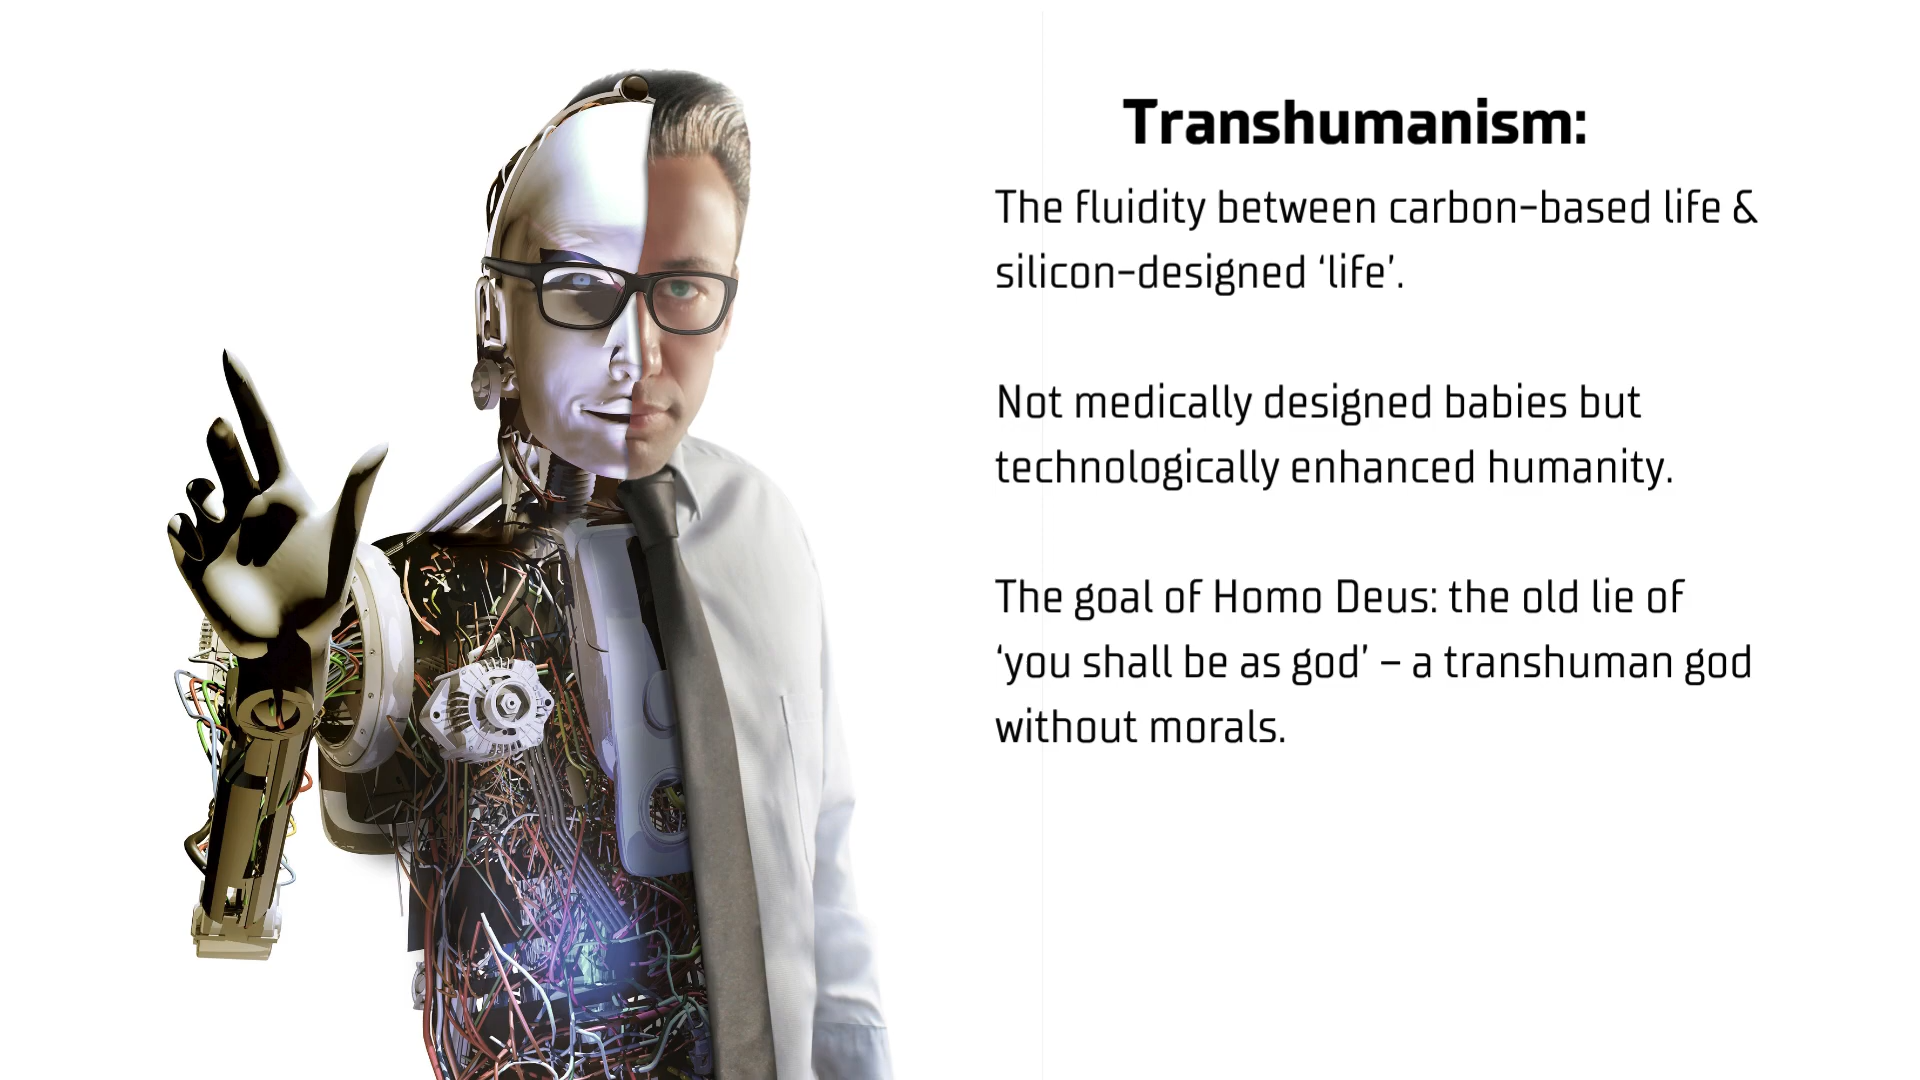 Transhumanism:
The fluidity between carbon-based life &
silicon-designed ‘life’.
Not medically designed babies but
technologically enhanced humanity.
The goal of Homo Deus: the old lie of
‘you shall be as god’ – a transhuman god
without morals.